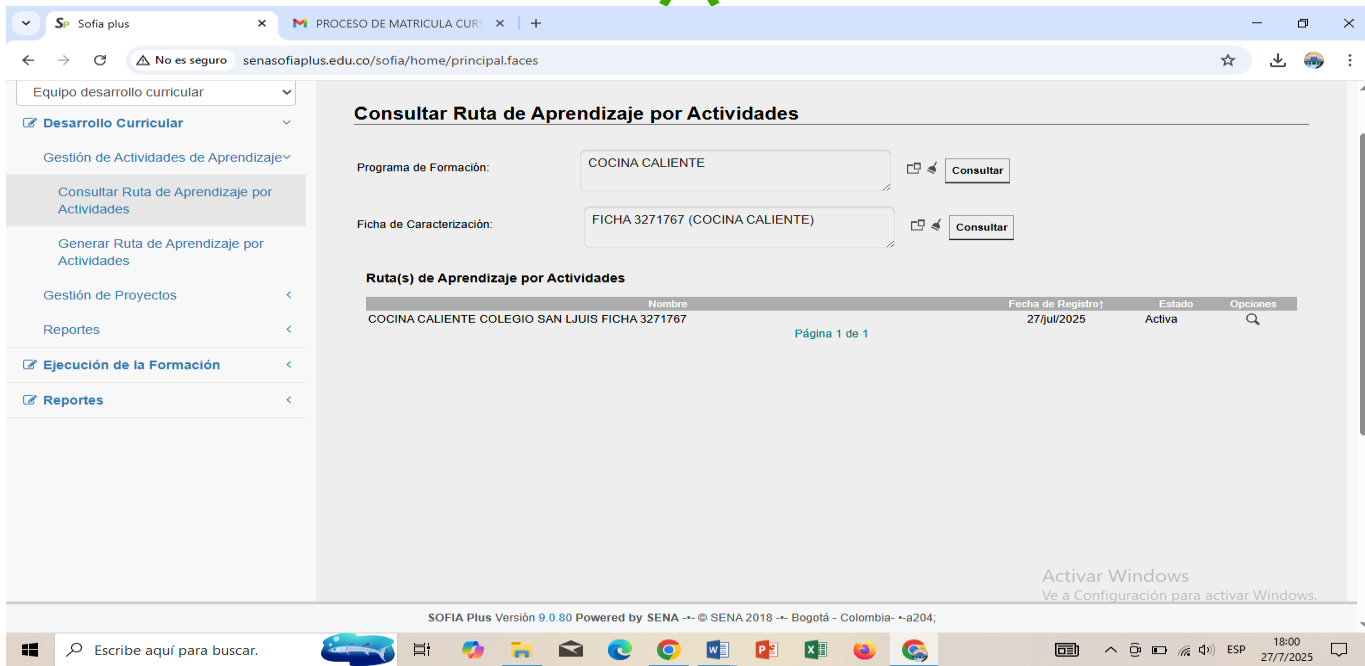 Sofia plus
PROCESO DE MATRICULA CURS
No es seguro senasofiaplus.edu.co/sofia/home/principal.faces
Equipo desarrollo curricular
Desarrollo Curricular
Gestión de Actividades de Aprendizaje
Consultar Ruta de Aprendizaje por
Actividades
Generar Ruta de Aprendizaje por
Actividades
Gestión de Proyectos
Reportes
Ejecución de la Formación
Reportes
Consultar Ruta de Aprendizaje por Actividades
Programa de Formación: COCINA CALIENTE Consultar
Ficha de Caracterización: FICHA 3271767 (COCINA CALIENTE) Consultar
Ruta(s) de Aprendizaje por Actividades
Nombre Fecha de Registro↑ Estado Opciones
COCINA CALIENTE COLEGIO SAN LJUIS FICHA 3271767 27/jul/2025 Activa
Página 1 de 1
Activar Windows
Ve a Configuración para activar Windows.
SOFIA Plus Versión 9.0.80 Powered by SENA -•- © SENA 2018 -•- Bogotá - Colombia- •-a204;
Escribe aquí para buscar.
ESP
18:00
27/7/2025